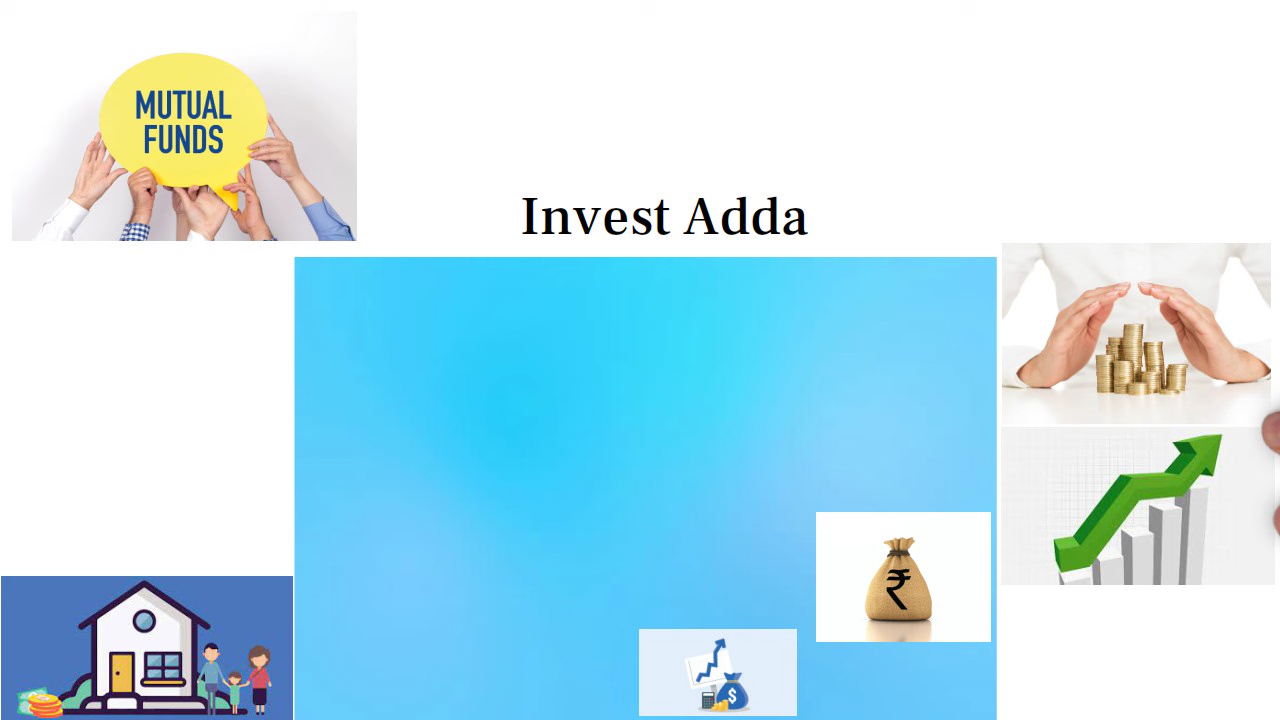 MUTUAL
FUNDS
Invest Adda
₹
$